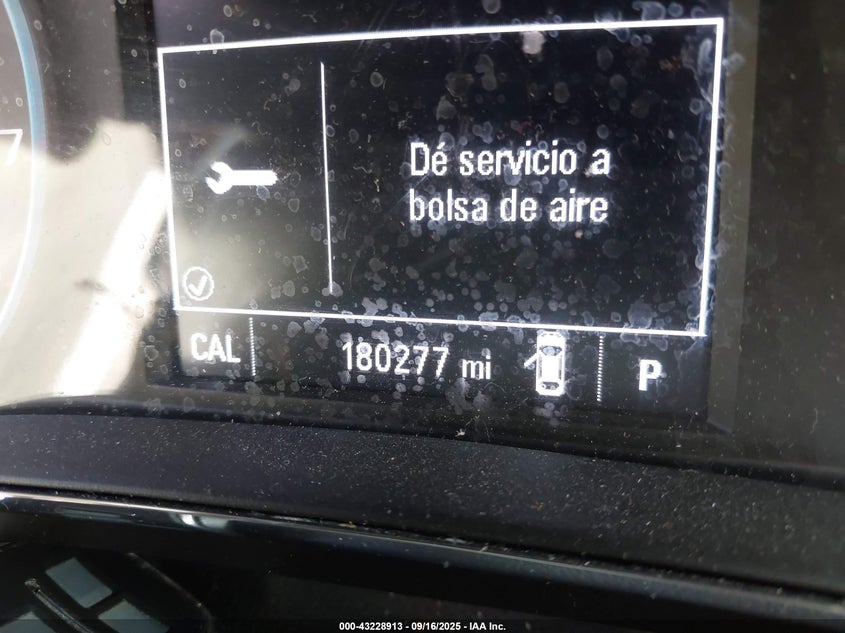 Dé servicio a
bolsa de aire
CAL 180277 mi P
000-43228913 - 09/16/2025 - IAA Inc.